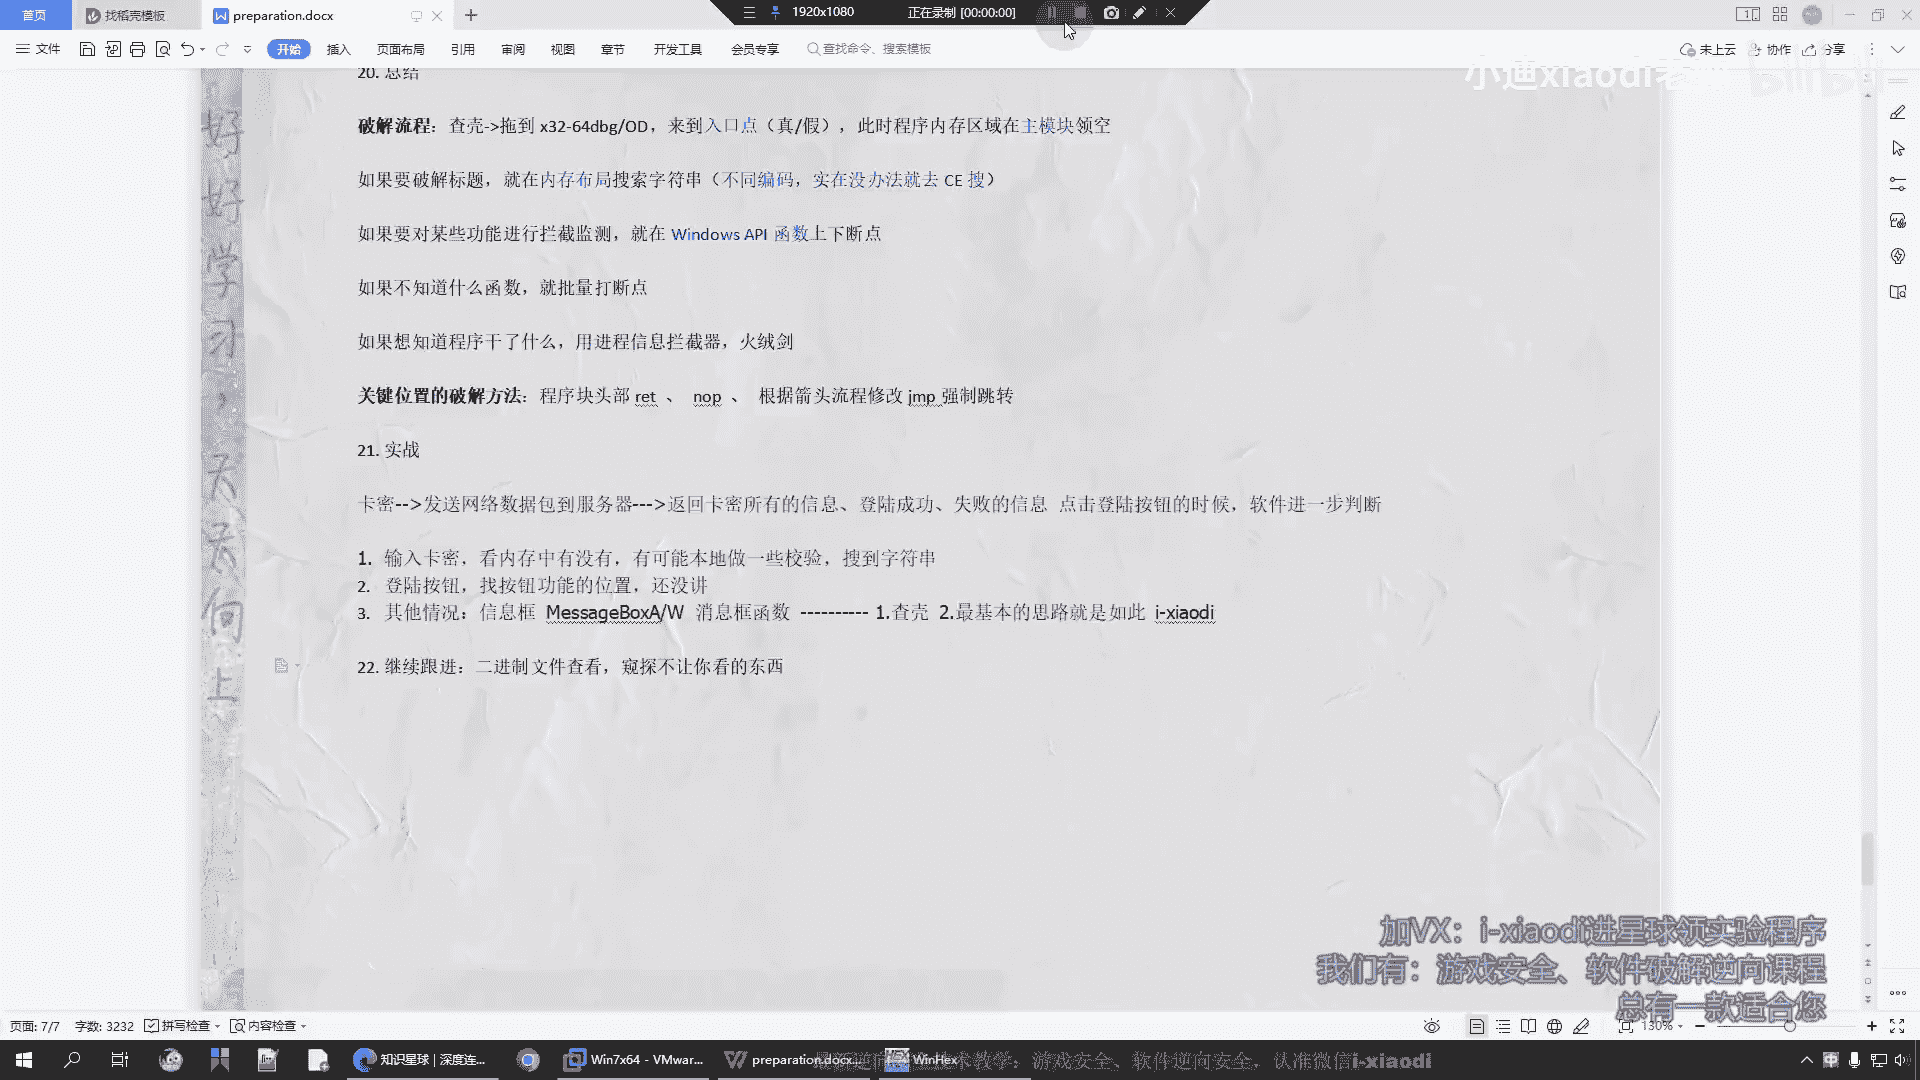 首页
找稻壳模板
preparation.docx
1920x1080
正在录制 [00:00:00]
文件
开始
插入
页面布局
引用
审阅
视图
章节
开发工具
会员专享
查找命令、搜索模板
未上云
协作
分享
小迪xiaodi老
20. 总结
破解流程：查壳->拖到 x32-64dbg/OD，来到入口点（真/假），此时程序内存区域在主模块领空
如果要破解标题，就在内存布局搜索字符串（不同编码，实在没办法就去 CE 搜）
如果要对某些功能进行拦截监测，就在 Windows API 函数上下断点
如果不知道什么函数，就批量打断点
如果想知道程序干了什么，用进程信息拦截器，火绒剑
关键位置的破解方法：程序块头部 ret 、 nop 、 根据箭头流程修改 jmp 强制跳转
21. 实战
卡密-->发送网络数据包到服务器--->返回卡密所有的信息、登陆成功、失败的信息 点击登陆按钮的时候，软件进一步判断
1. 输入卡密，看内存中有没有，有可能本地做一些校验，搜到字符串
2. 登陆按钮，找按钮功能的位置，还没讲
3. 其他情况：信息框 MessageBoxA/W 消息框函数 ---------- 1.查壳 2.最基本的思路就是如此 i-xiaodi
22. 继续跟进：二进制文件查看，窥探不让你看的东西
好好学习，天天向上
加VX：i-xiaodi进星球领实验程序
我们有：游戏安全、软件破解逆向课程
总有一款适合您
页面: 7/7
字数: 3232
拼写检查
内容检查
130%
知识星球 | 深度连...
Win7x64 - VMwar...
preparation.docx...
WinHex
术教学：游戏安全、软件逆向安全，认准微信i-xiaodi